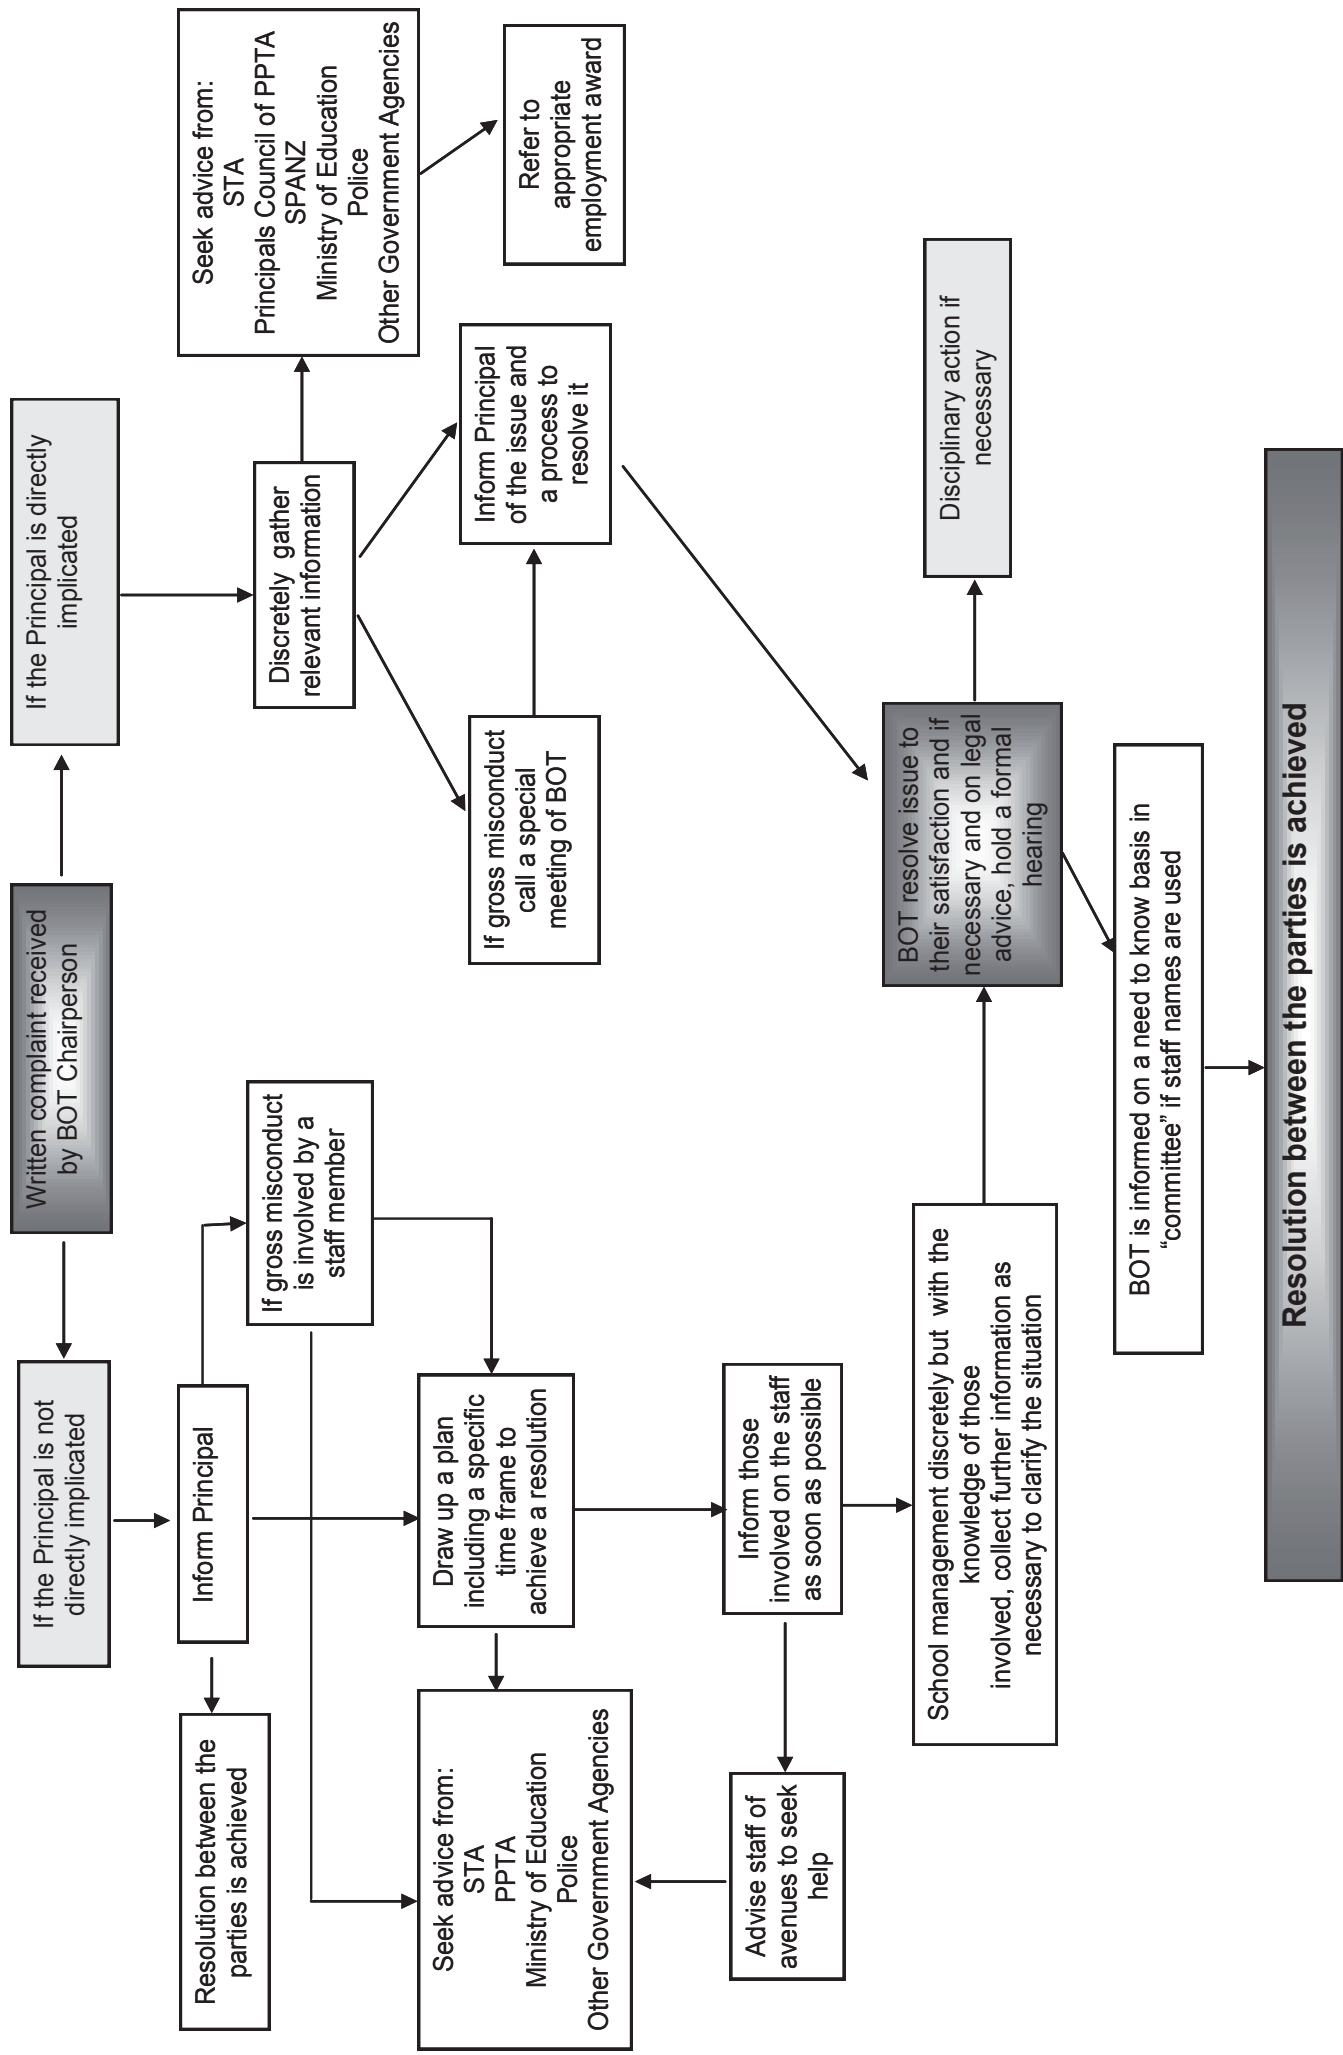 Written complaint received
by BOT Chairperson
If the Principal is not
directly implicated
If the Principal is directly
implicated
Inform Principal
Resolution between the
parties is achieved
If gross misconduct
is involved by a
staff member
Discretely gather
relevant information
Seek advice from:
STA
Principals Council of PPTA
SPANZ
Ministry of Education
Police
Other Government Agencies
Seek advice from:
STA
PPTA
Ministry of Education
Police
Other Government Agencies
Draw up a plan
including a specific
time frame to
achieve a resolution
If gross misconduct
call a special
meeting of BOT
Inform Principal
of the issue and
a process to
resolve it
Refer to
appropriate
employment award
Advise staff of
avenues to seek
help
Inform those
involved on the staff
as soon as possible
School management discretely but with the
knowledge of those
involved, collect further information as
necessary to clarify the situation
BOT resolve issue to
their satisfaction and if
necessary and on legal
advice, hold a formal
hearing
Disciplinary action if
necessary
BOT is informed on a need to know basis in
“committee” if staff names are used
Resolution between the parties is achieved